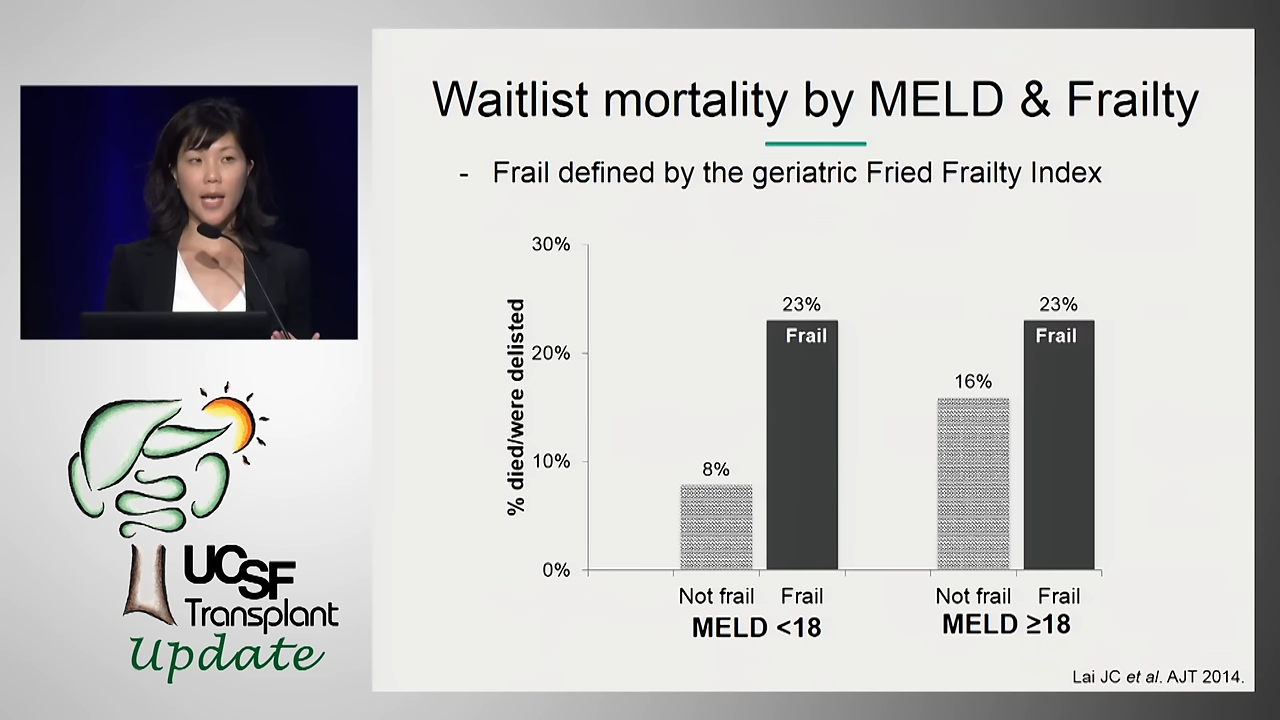 Waitlist mortality by MELD & Frailty
- Frail defined by the geriatric Fried Frailty Index
% died/were delisted
30%
20%
10%
0%
8%
23%
Frail
16%
23%
Frail
Not frail
Frail
Not frail
Frail
MELD <18
MELD ≥18
Lai JC et al. AJT 2014.
UCSF
Transplant
Update